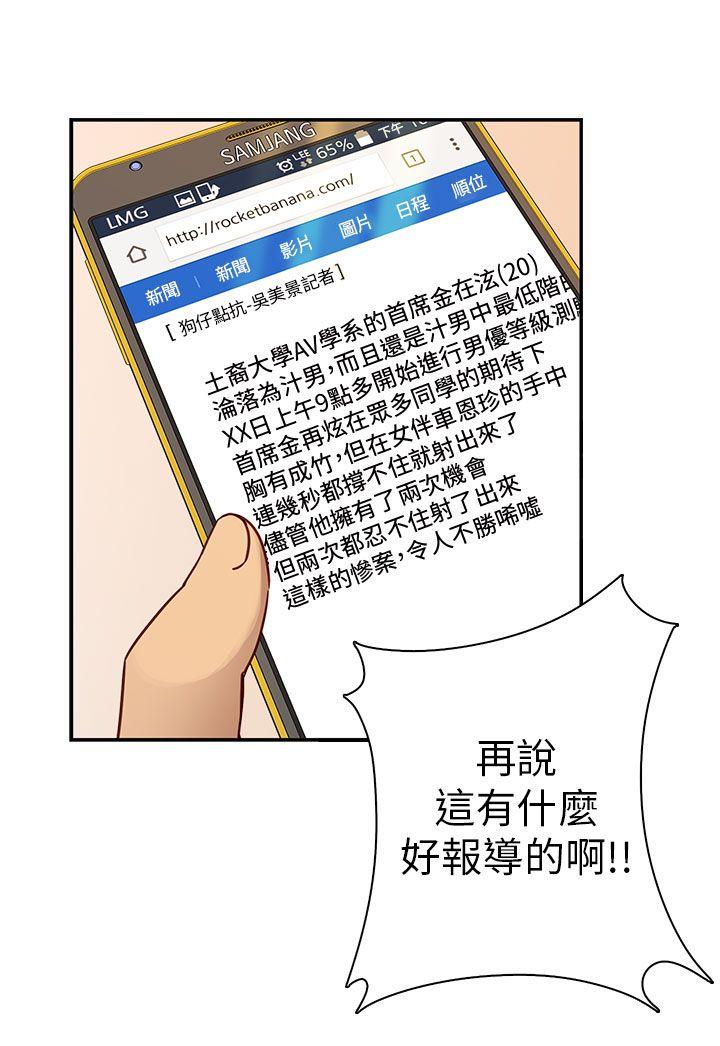 SAMJANG
LMG
LEE 65% 下午
http://rocketbanana.com/
1
新聞 | 新聞 影片 圖片 日程 順位
[ 狗仔點抗-吳美景記者 ]
土裔大學AV學系的首席金在泫(20)
淪落為汁男,而且還是汁男中最低階的
XX日上午9點多開始進行男優等級測驗
首席金再炫在眾多同學的期待下
胸有成竹,但在女伴車恩珍的手中
連幾秒都撐不住就射出來了
儘管他擁有了兩次機會
但兩次都忍不住射了出來
這樣的慘案,令人不勝唏噓
再說
這有什麼
好報導的啊!!